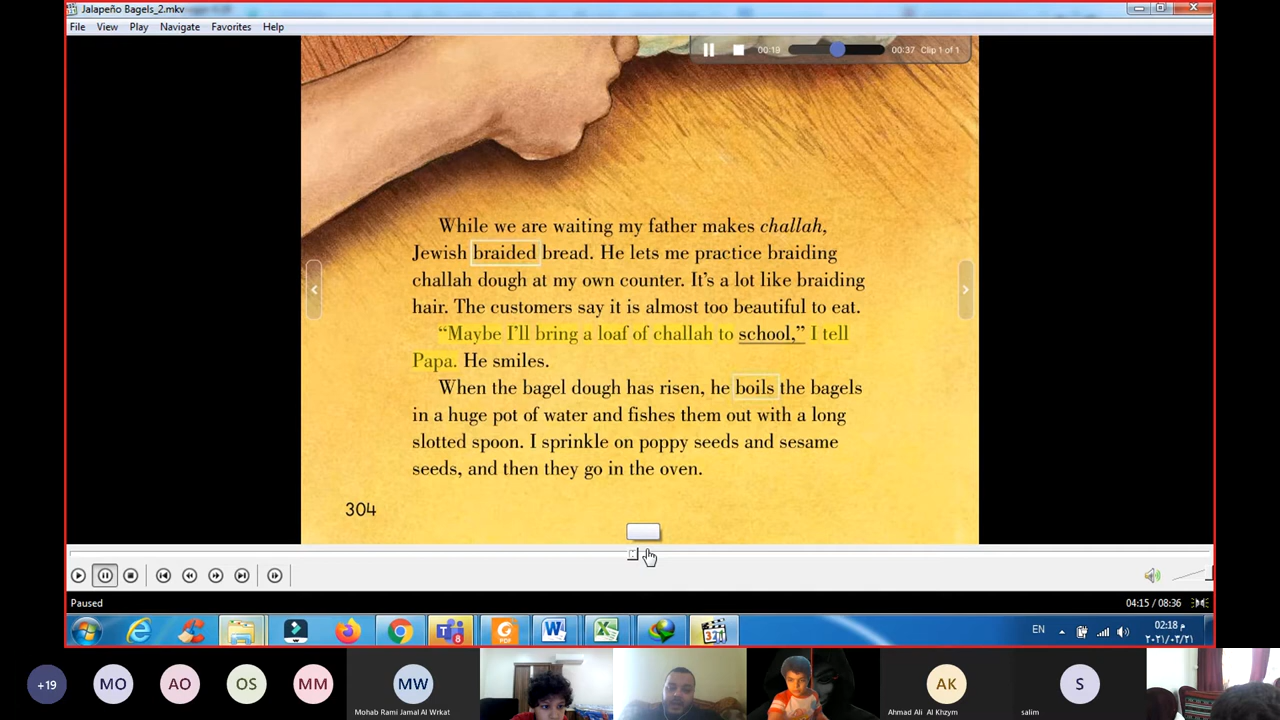 Jalapeño Bagels_2.mkv
File View Play Navigate Favorites Help
00:19 00:37 Clip 1 of 1
While we are waiting my father makes challah,
Jewish braided bread. He lets me practice braiding
challah dough at my own counter. It's a lot like braiding
hair. The customers say it is almost too beautiful to eat.
“Maybe I'll bring a loaf of challah to school,” I tell
Papa. He smiles.
When the bagel dough has risen, he boils the bagels
in a huge pot of water and fishes them out with a long
slotted spoon. I sprinkle on poppy seeds and sesame
seeds, and then they go in the oven.
304
Paused
04:15 / 08:36
EN
02:18 م
٢٠٢١/٠٣/٢١
+19 MO AO OS MM MW AK S
Mohab Rami Jamal Al Wrkat
Ahmad Ali Al Khzym
salim